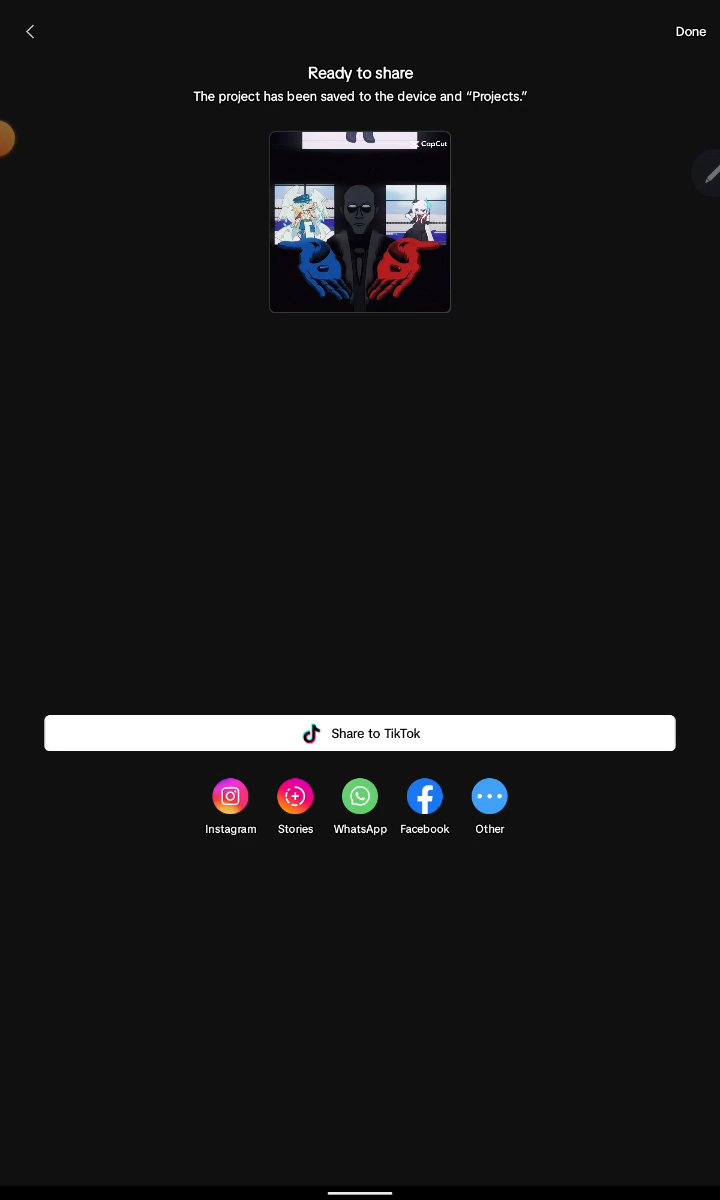 Done
Ready to share
The project has been saved to the device and “Projects.”
CapCut
Share to TikTok
Instagram Stories WhatsApp Facebook Other